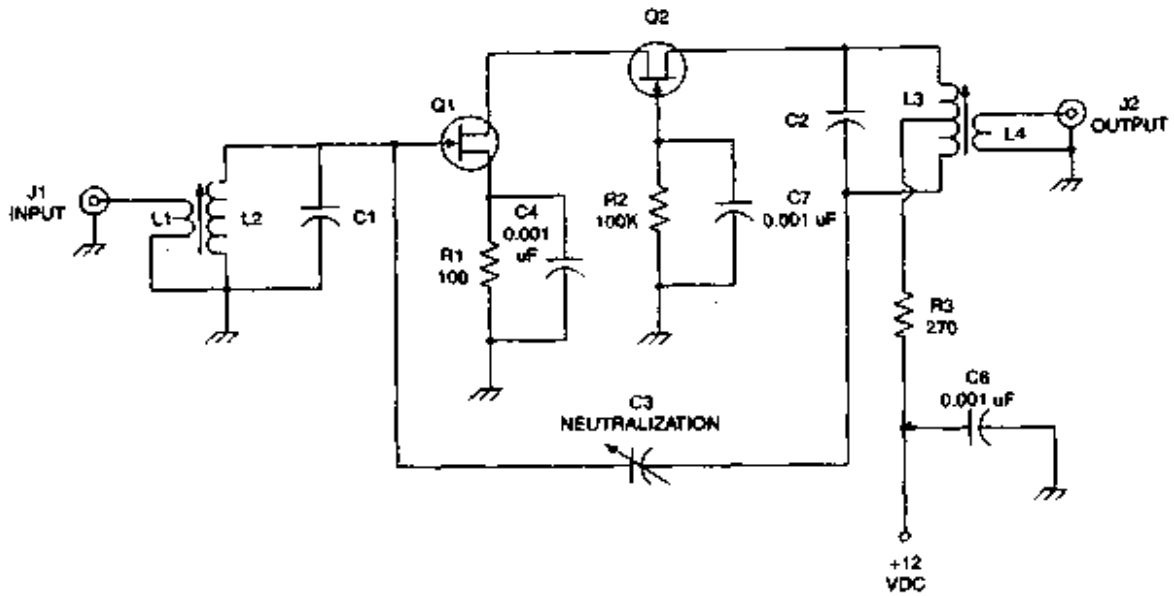 Q2
Q1
L3
J2
OUTPUT
C2
L4
J1
INPUT
L1
L2
C1
C4
0.001
uF
R2
100K
C7
0.001 uF
R1
100
R3
270
C3
NEUTRALIZATION
C6
0.001 uF
+12
VDC